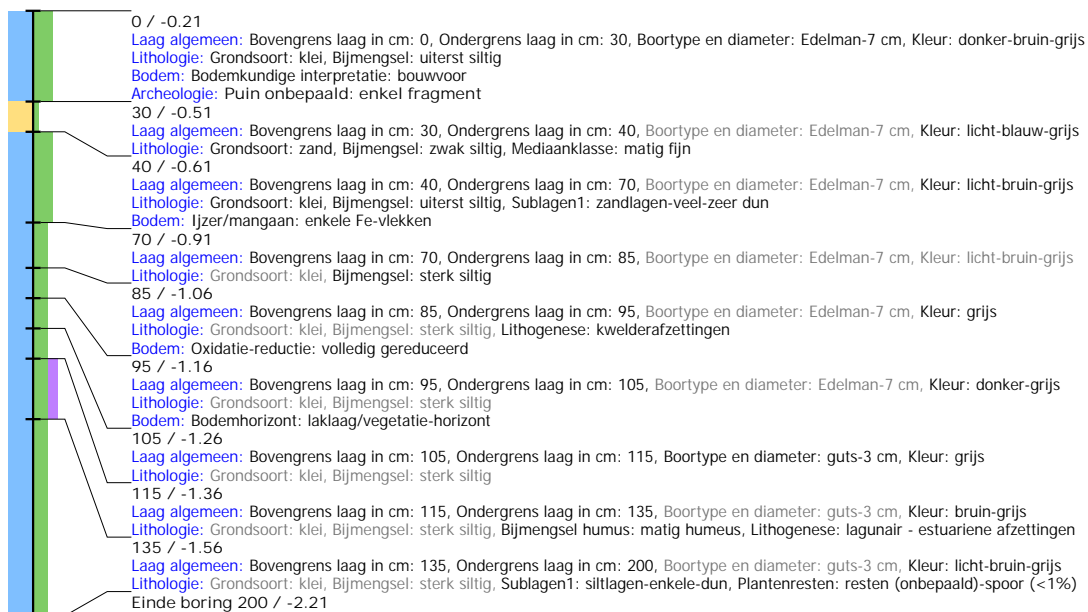 0 / -0.21
Laag algemeen: Bovengrens laag in cm: 0, Ondergrens laag in cm: 30, Boortype en diameter: Edelman-7 cm, Kleur: donker-bruin-grijs
Lithologie: Grondsoort: klei, Bijmengsel: uiterst siltig
Bodem: Bodemkundige interpretatie: bouwvoor
Archeologie: Puin onbepaald: enkel fragment
30 / -0.51
Laag algemeen: Bovengrens laag in cm: 30, Ondergrens laag in cm: 40, Boortype en diameter: Edelman-7 cm, Kleur: licht-blauw-grijs
Lithologie: Grondsoort: zand, Bijmengsel: zwak siltig, Mediaanklasse: matig fijn
40 / -0.61
Laag algemeen: Bovengrens laag in cm: 40, Ondergrens laag in cm: 70, Boortype en diameter: Edelman-7 cm, Kleur: licht-bruin-grijs
Lithologie: Grondsoort: klei, Bijmengsel: uiterst siltig, Sublagen1: zandlagen-veel-zeer dun
Bodem: Ijzer/mangaan: enkele Fe-vlekken
70 / -0.91
Laag algemeen: Bovengrens laag in cm: 70, Ondergrens laag in cm: 85, Boortype en diameter: Edelman-7 cm, Kleur: licht-bruin-grijs
Lithologie: Grondsoort: klei, Bijmengsel: sterk siltig
85 / -1.06
Laag algemeen: Bovengrens laag in cm: 85, Ondergrens laag in cm: 95, Boortype en diameter: Edelman-7 cm, Kleur: grijs
Lithologie: Grondsoort: klei, Bijmengsel: sterk siltig, Lithogenese: kwelderafzettingen
Bodem: Oxidatie-reductie: volledig gereduceerd
95 / -1.16
Laag algemeen: Bovengrens laag in cm: 95, Ondergrens laag in cm: 105, Boortype en diameter: Edelman-7 cm, Kleur: donker-grijs
Lithologie: Grondsoort: klei, Bijmengsel: sterk siltig
Bodem: Bodemhorizont: laklaag/vegetatie-horizont
105 / -1.26
Laag algemeen: Bovengrens laag in cm: 105, Ondergrens laag in cm: 115, Boortype en diameter: guts-3 cm, Kleur: grijs
Lithologie: Grondsoort: klei, Bijmengsel: sterk siltig
115 / -1.36
Laag algemeen: Bovengrens laag in cm: 115, Ondergrens laag in cm: 135, Boortype en diameter: guts-3 cm, Kleur: bruin-grijs
Lithologie: Grondsoort: klei, Bijmengsel: sterk siltig, Bijmengsel humus: matig humeus, Lithogenese: lagunair - estuariene afzettingen
135 / -1.56
Laag algemeen: Bovengrens laag in cm: 135, Ondergrens laag in cm: 200, Boortype en diameter: guts-3 cm, Kleur: licht-bruin-grijs
Lithologie: Grondsoort: klei, Bijmengsel: sterk siltig, Sublagen1: siltlagen-enkele-dun, Plantenresten: resten (onbepaald)-spoor (<1%)
Einde boring 200 / -2.21